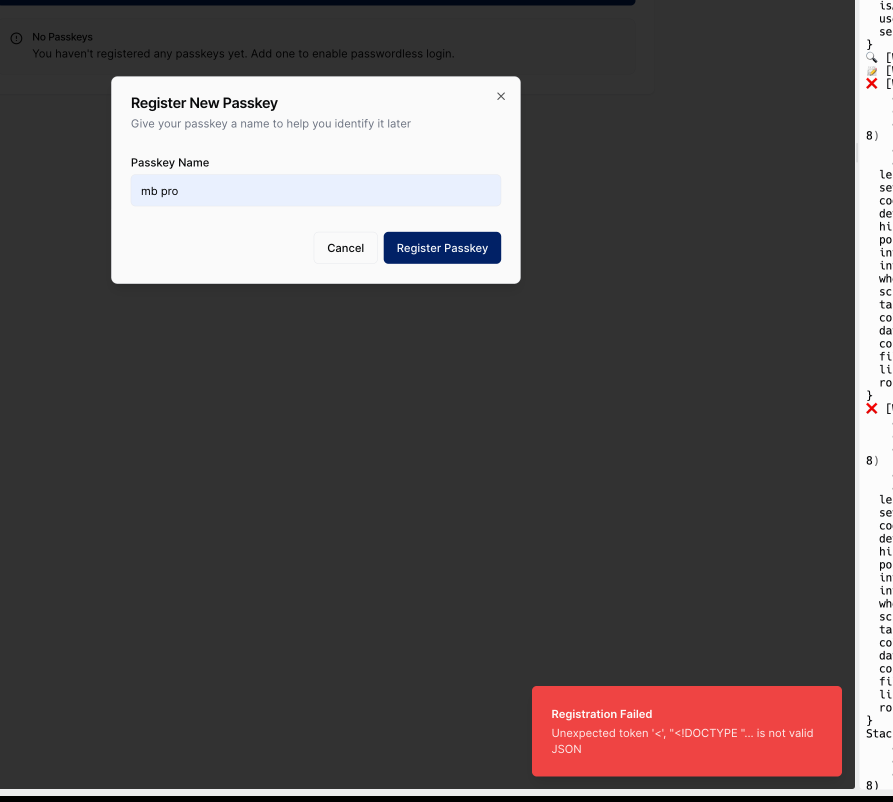 No Passkeys
You haven't registered any passkeys yet. Add one to enable passwordless login.
Register New Passkey
Give your passkey a name to help you identify it later
Passkey Name
mb pro
Cancel
Register Passkey
Registration Failed
Unexpected token '<', "<!DOCTYPE "... is not valid
JSON
is
us
se
}
[
[
[
8)
le
se
co
de
hi
po
in
in
wh
sc
ta
co
da
co
fi
li
ro
}
[
8)
le
se
co
de
hi
po
in
in
wh
sc
ta
co
da
co
fi
li
ro
}
Stac
8)